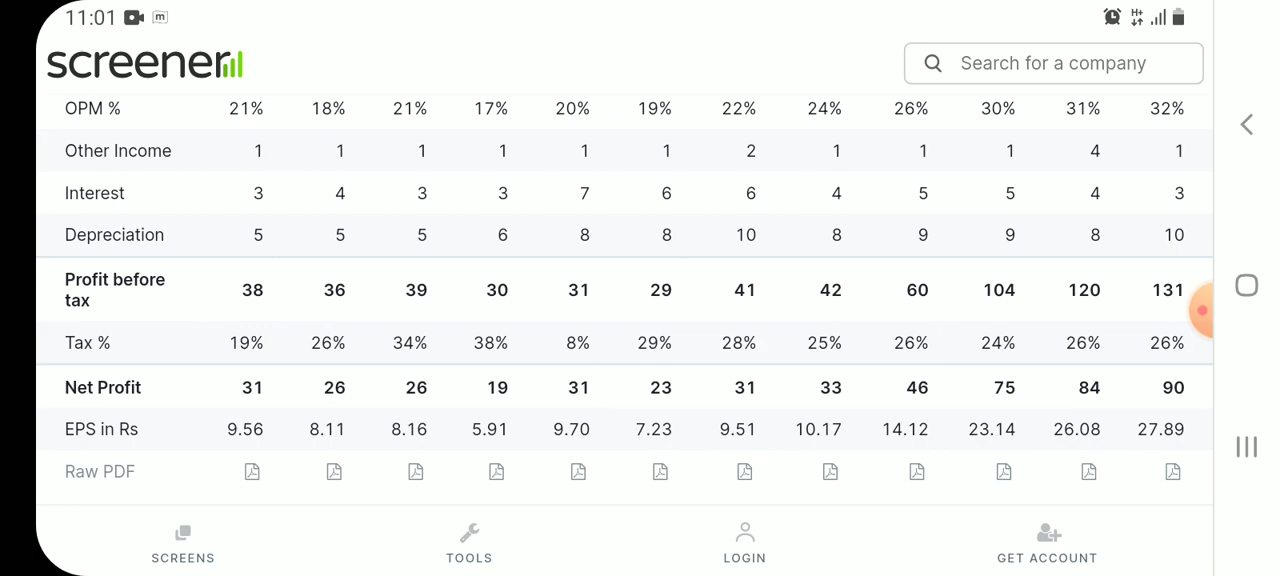 11:01 m H+
screener Search for a company
OPM % 21% 18% 21% 17% 20% 19% 22% 24% 26% 30% 31% 32%
Other Income 1 1 1 1 1 1 2 1 1 1 4 1
Interest 3 4 3 3 7 6 6 4 5 5 4 3
Depreciation 5 5 5 6 8 8 10 8 9 9 8 10
Profit before
tax 38 36 39 30 31 29 41 42 60 104 120 131
Tax % 19% 26% 34% 38% 8% 29% 28% 25% 26% 24% 26% 26%
Net Profit 31 26 26 19 31 23 31 33 46 75 84 90
EPS in Rs 9.56 8.11 8.16 5.91 9.70 7.23 9.51 10.17 14.12 23.14 26.08 27.89
Raw PDF
SCREENS TOOLS LOGIN GET ACCOUNT